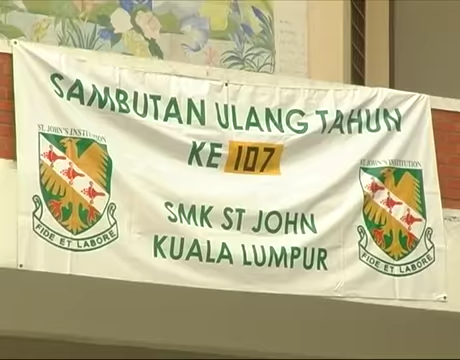 SAMBUTAN ULANG TAHUN
KE 107
SMK ST JOHN
KUALA LUMPUR
ST. JOHN'S INSTITUTION
FIDE ET LABORE
ST. JOHN'S INSTITUTION
FIDE ET LABORE